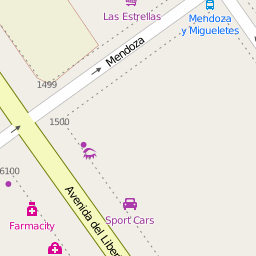 Las Estrellas
Mendoza
y Migueletes
Mendoza
1499
1500
6100
Farmacity
Sport Cars
Avenida del Liber